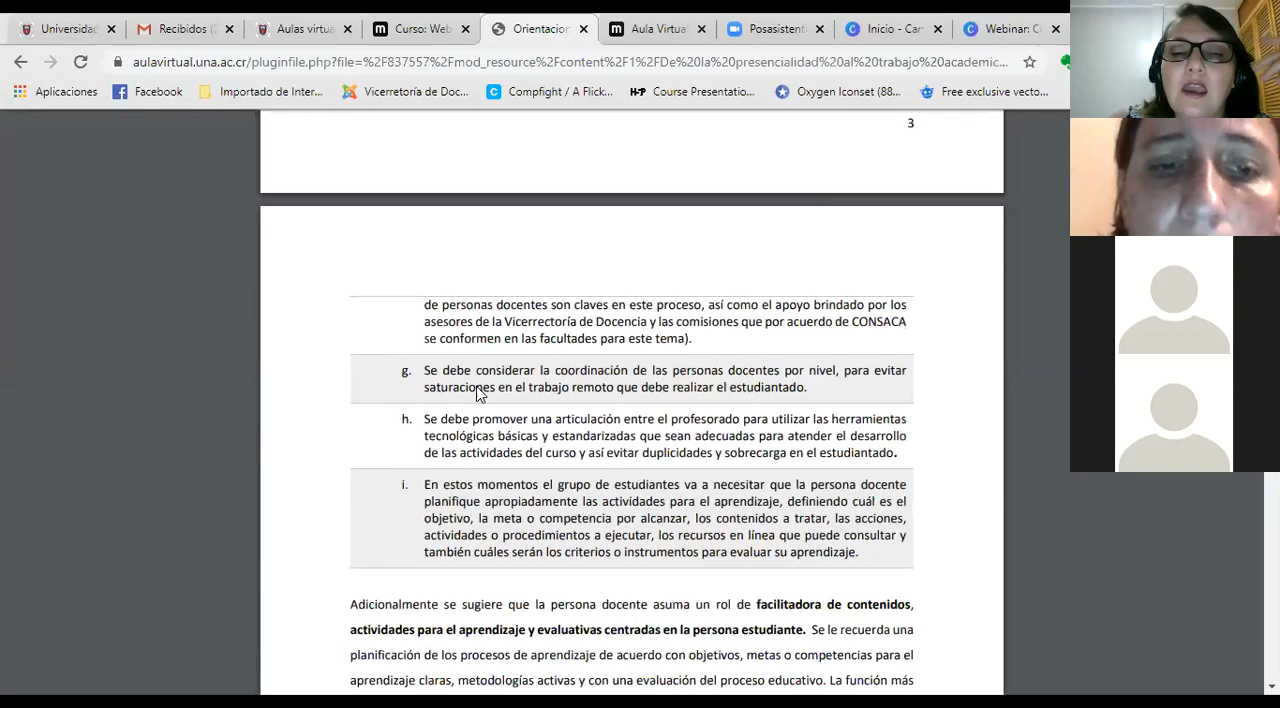 Universidad
Recibidos (
Aulas virtu
Curso: Web
Orientacion
Aula Virtu
Posasistente
Inicio - Can
Webinar: C
aulavirtual.una.ac.cr/pluginfile.php?file=%2F837557%2Fmod_resource%2Fcontent%2F1%2FDe%20la%20presencialidad%20al%20trabajo%20academic...
Aplicaciones
Facebook
Importado de Inter...
Vicerretoría de Doc...
Compfight / A Flick...
Course Presentatio...
Oxygen Iconset (88...
Free exclusive vecto...
3
de personas docentes son claves en este proceso, así como el apoyo brindado por los
asesores de la Vicerrectoría de Docencia y las comisiones que por acuerdo de CONSACA
se conformen en las facultades para este tema).
g. Se debe considerar la coordinación de las personas docentes por nivel, para evitar
saturaciones en el trabajo remoto que debe realizar el estudiantado.
h. Se debe promover una articulación entre el profesorado para utilizar las herramientas
tecnológicas básicas y estandarizadas que sean adecuadas para atender el desarrollo
de las actividades del curso y así evitar duplicidades y sobrecarga en el estudiantado.
i. En estos momentos el grupo de estudiantes va a necesitar que la persona docente
planifique apropiadamente las actividades para el aprendizaje, definiendo cuál es el
objetivo, la meta o competencia por alcanzar, los contenidos a tratar, las acciones,
actividades o procedimientos a ejecutar, los recursos en línea que puede consultar y
también cuáles serán los criterios o instrumentos para evaluar su aprendizaje.
Adicionalmente se sugiere que la persona docente asuma un rol de facilitadora de contenidos,
actividades para el aprendizaje y evaluativas centradas en la persona estudiante. Se le recuerda una
planificación de los procesos de aprendizaje de acuerdo con objetivos, metas o competencias para el
aprendizaje claras, metodologías activas y con una evaluación del proceso educativo. La función más